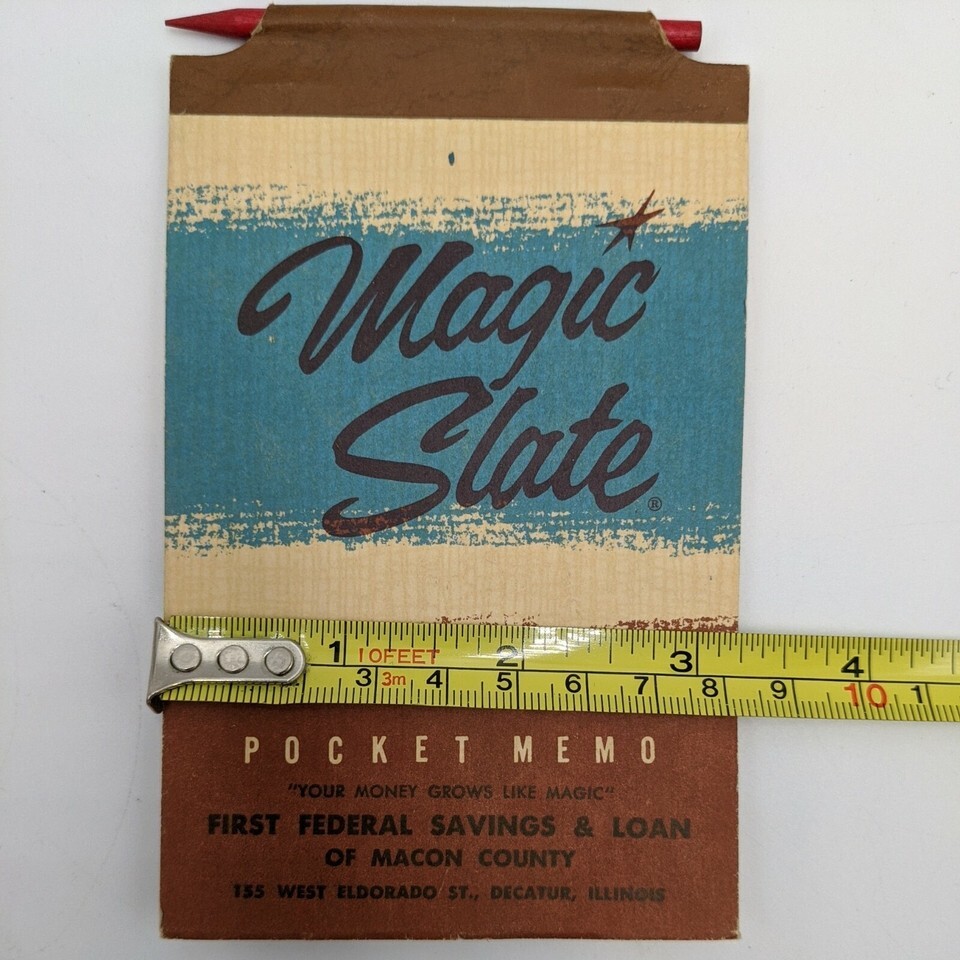 Magic
Slate®
1 10FEET 2 3 4
3 3m 4 5 6 7 8 9 10 1
POCKET MEMO
"YOUR MONEY GROWS LIKE MAGIC"
FIRST FEDERAL SAVINGS & LOAN
OF MACON COUNTY
155 WEST ELDORADO ST., DECATUR, ILLINOIS